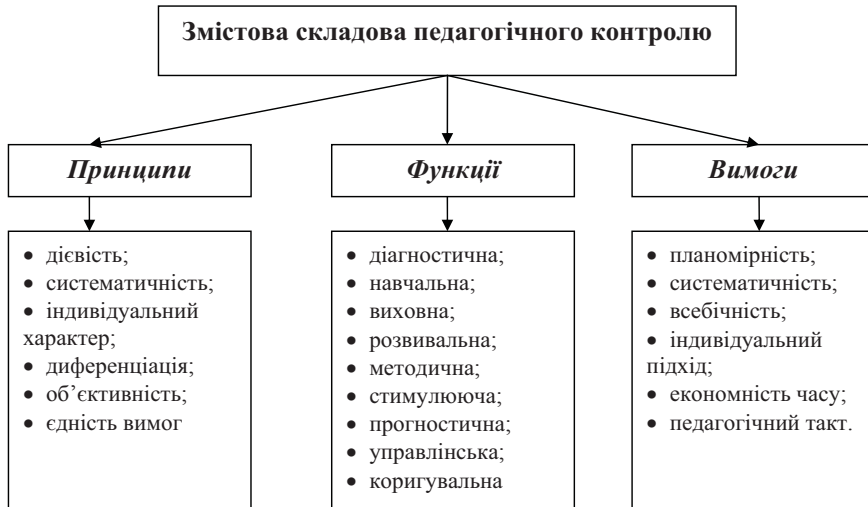 Змістова складова педагогічного контролю
Принципи
• дієвість;
• систематичність;
• індивідуальний
характер;
• диференціація;
• об’єктивність;
• єдність вимог
Функції
• діагностична;
• навчальна;
• виховна;
• розвивальна;
• методична;
• стимулююча;
• прогностична;
• управлінська;
• коригувальна
Вимоги
• планомірність;
• систематичність;
• всебічність;
• індивідуальний
підхід;
• економність часу;
• педагогічний такт.